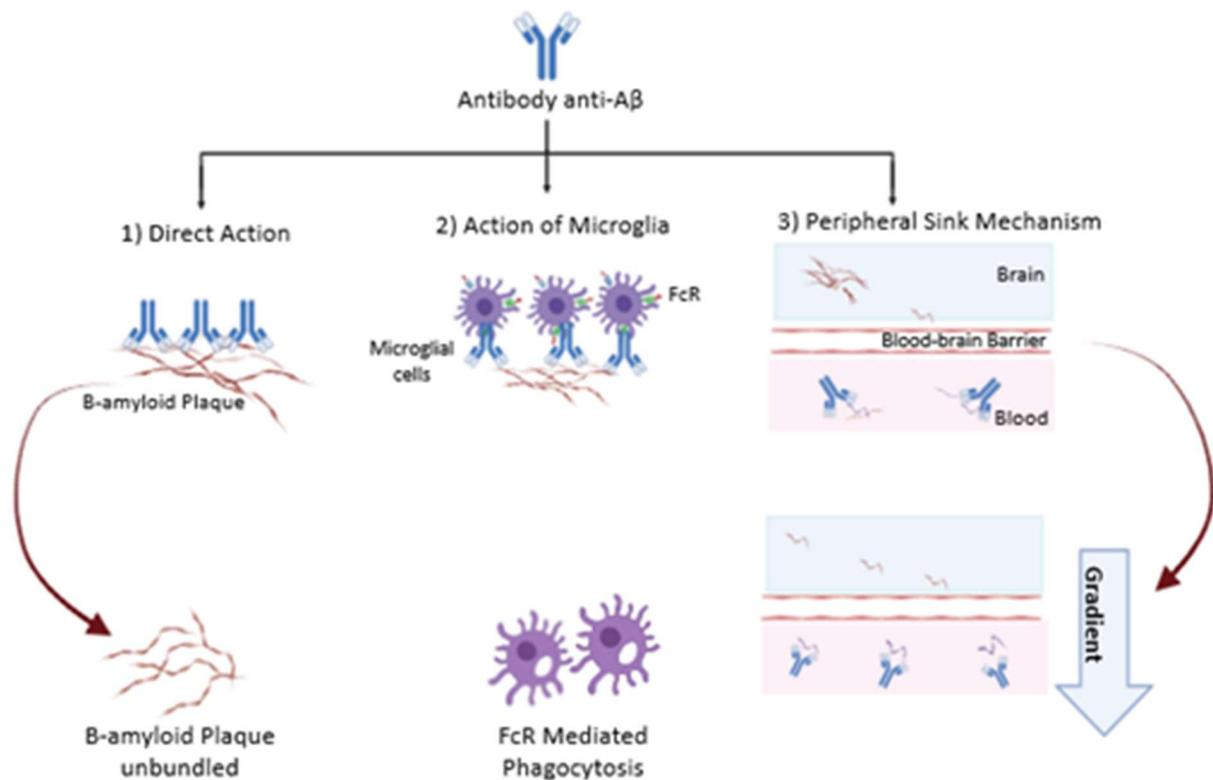 Antibody anti-Aβ
1) Direct Action
2) Action of Microglia
3) Peripheral Sink Mechanism
Brain
FcR
Blood-brain Barrier
Microglial
cells
B-amyloid Plaque
Blood
Gradient
B-amyloid Plaque
unbundled
FcR Mediated
Phagocytosis